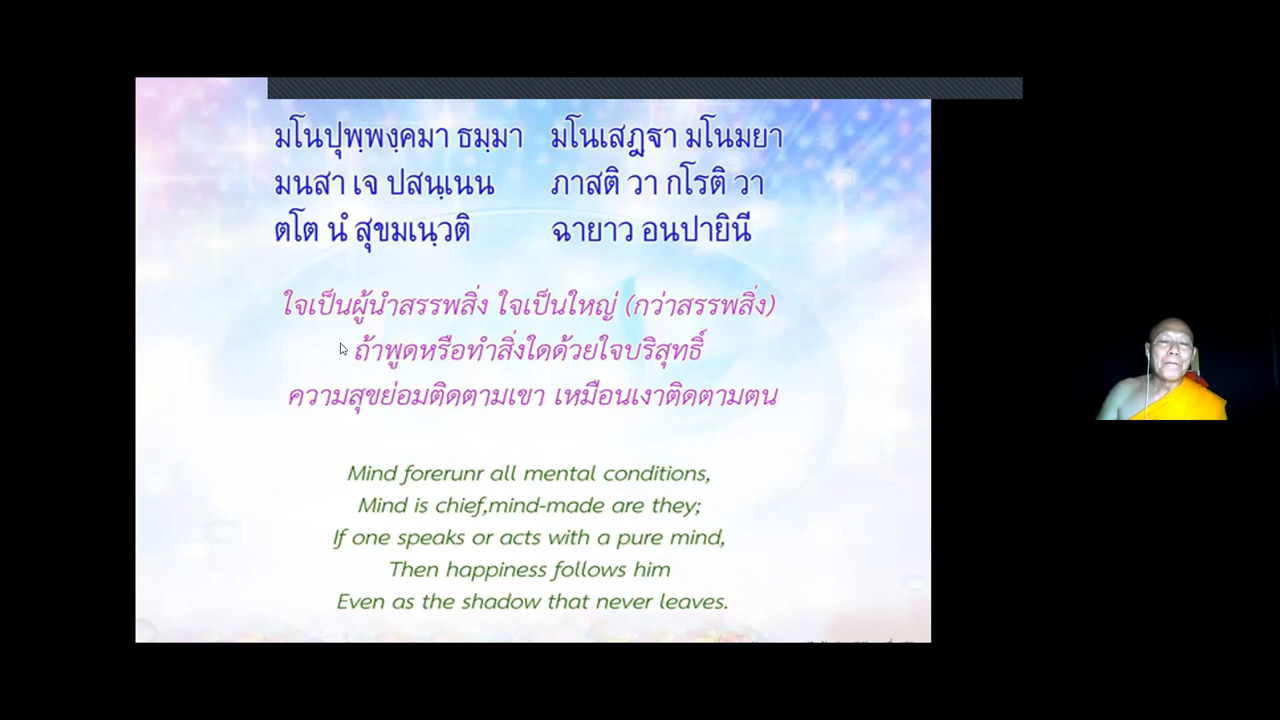 มโนปุพฺพงฺคมา ธมฺมา มโนเสฏฺฐา มโนมยา
มนสา เจ ปสนฺเนน ภาสติ วา กโรติ วา
ตโต นํ สุขมเนฺวติ ฉายาว อนปายินี
ใจเป็นผู้นำสรรพสิ่ง ใจเป็นใหญ่ (กว่าสรรพสิ่ง)
ถ้าพูดหรือทำสิ่งใดด้วยใจบริสุทธิ์
ความสุขย่อมติดตามเขา เหมือนเงาติดตามตน
Mind forerunr all mental conditions,
Mind is chief,mind-made are they;
If one speaks or acts with a pure mind,
Then happiness follows him
Even as the shadow that never leaves.